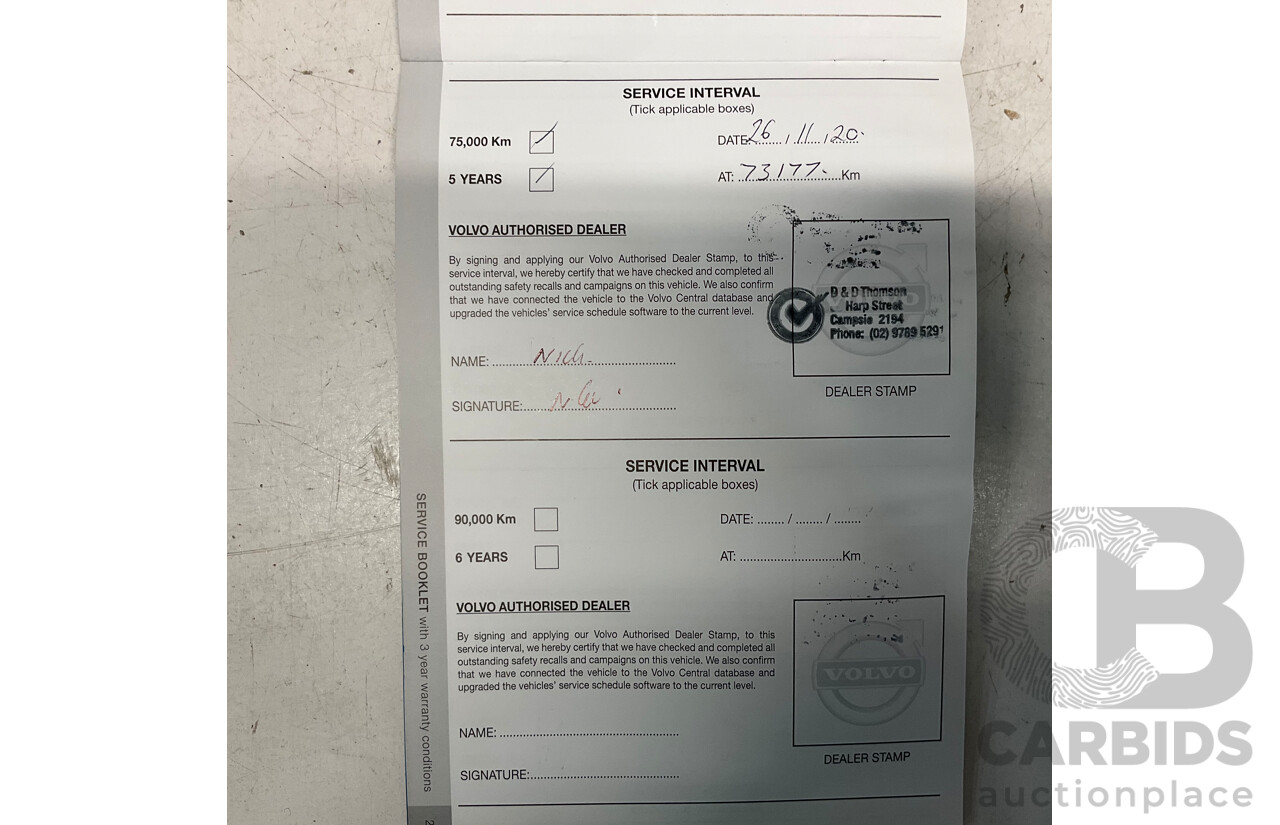 SERVICE INTERVAL
(Tick applicable boxes)
75,000 Km
DATE: 26 / 11 / 20
5 YEARS
AT: 73177 Km
VOLVO AUTHORISED DEALER
By signing and applying our Volvo Authorised Dealer Stamp, to this
service interval, we hereby certify that we have checked and completed all
outstanding safety recalls and campaigns on this vehicle. We also confirm
that we have connected the vehicle to the Volvo Central database and
upgraded the vehicles' service schedule software to the current level.
D & D Thomson
Harp Street
Campsie 2194
Phone: (02) 9789 5291
NAME:
SIGNATURE:
DEALER STAMP
SERVICE INTERVAL
(Tick applicable boxes)
90,000 Km
DATE: ........ / ........ / ........
6 YEARS
AT: ...............................Km
VOLVO AUTHORISED DEALER
By signing and applying our Volvo Authorised Dealer Stamp, to this
service interval, we hereby certify that we have checked and completed all
outstanding safety recalls and campaigns on this vehicle. We also confirm
that we have connected the vehicle to the Volvo Central database and
upgraded the vehicles' service schedule software to the current level.
VOLVO
NAME:
SIGNATURE:
DEALER STAMP
SERVICE BOOKLET with 3 year warranty conditions
CB
CARBIDS
auctionplace